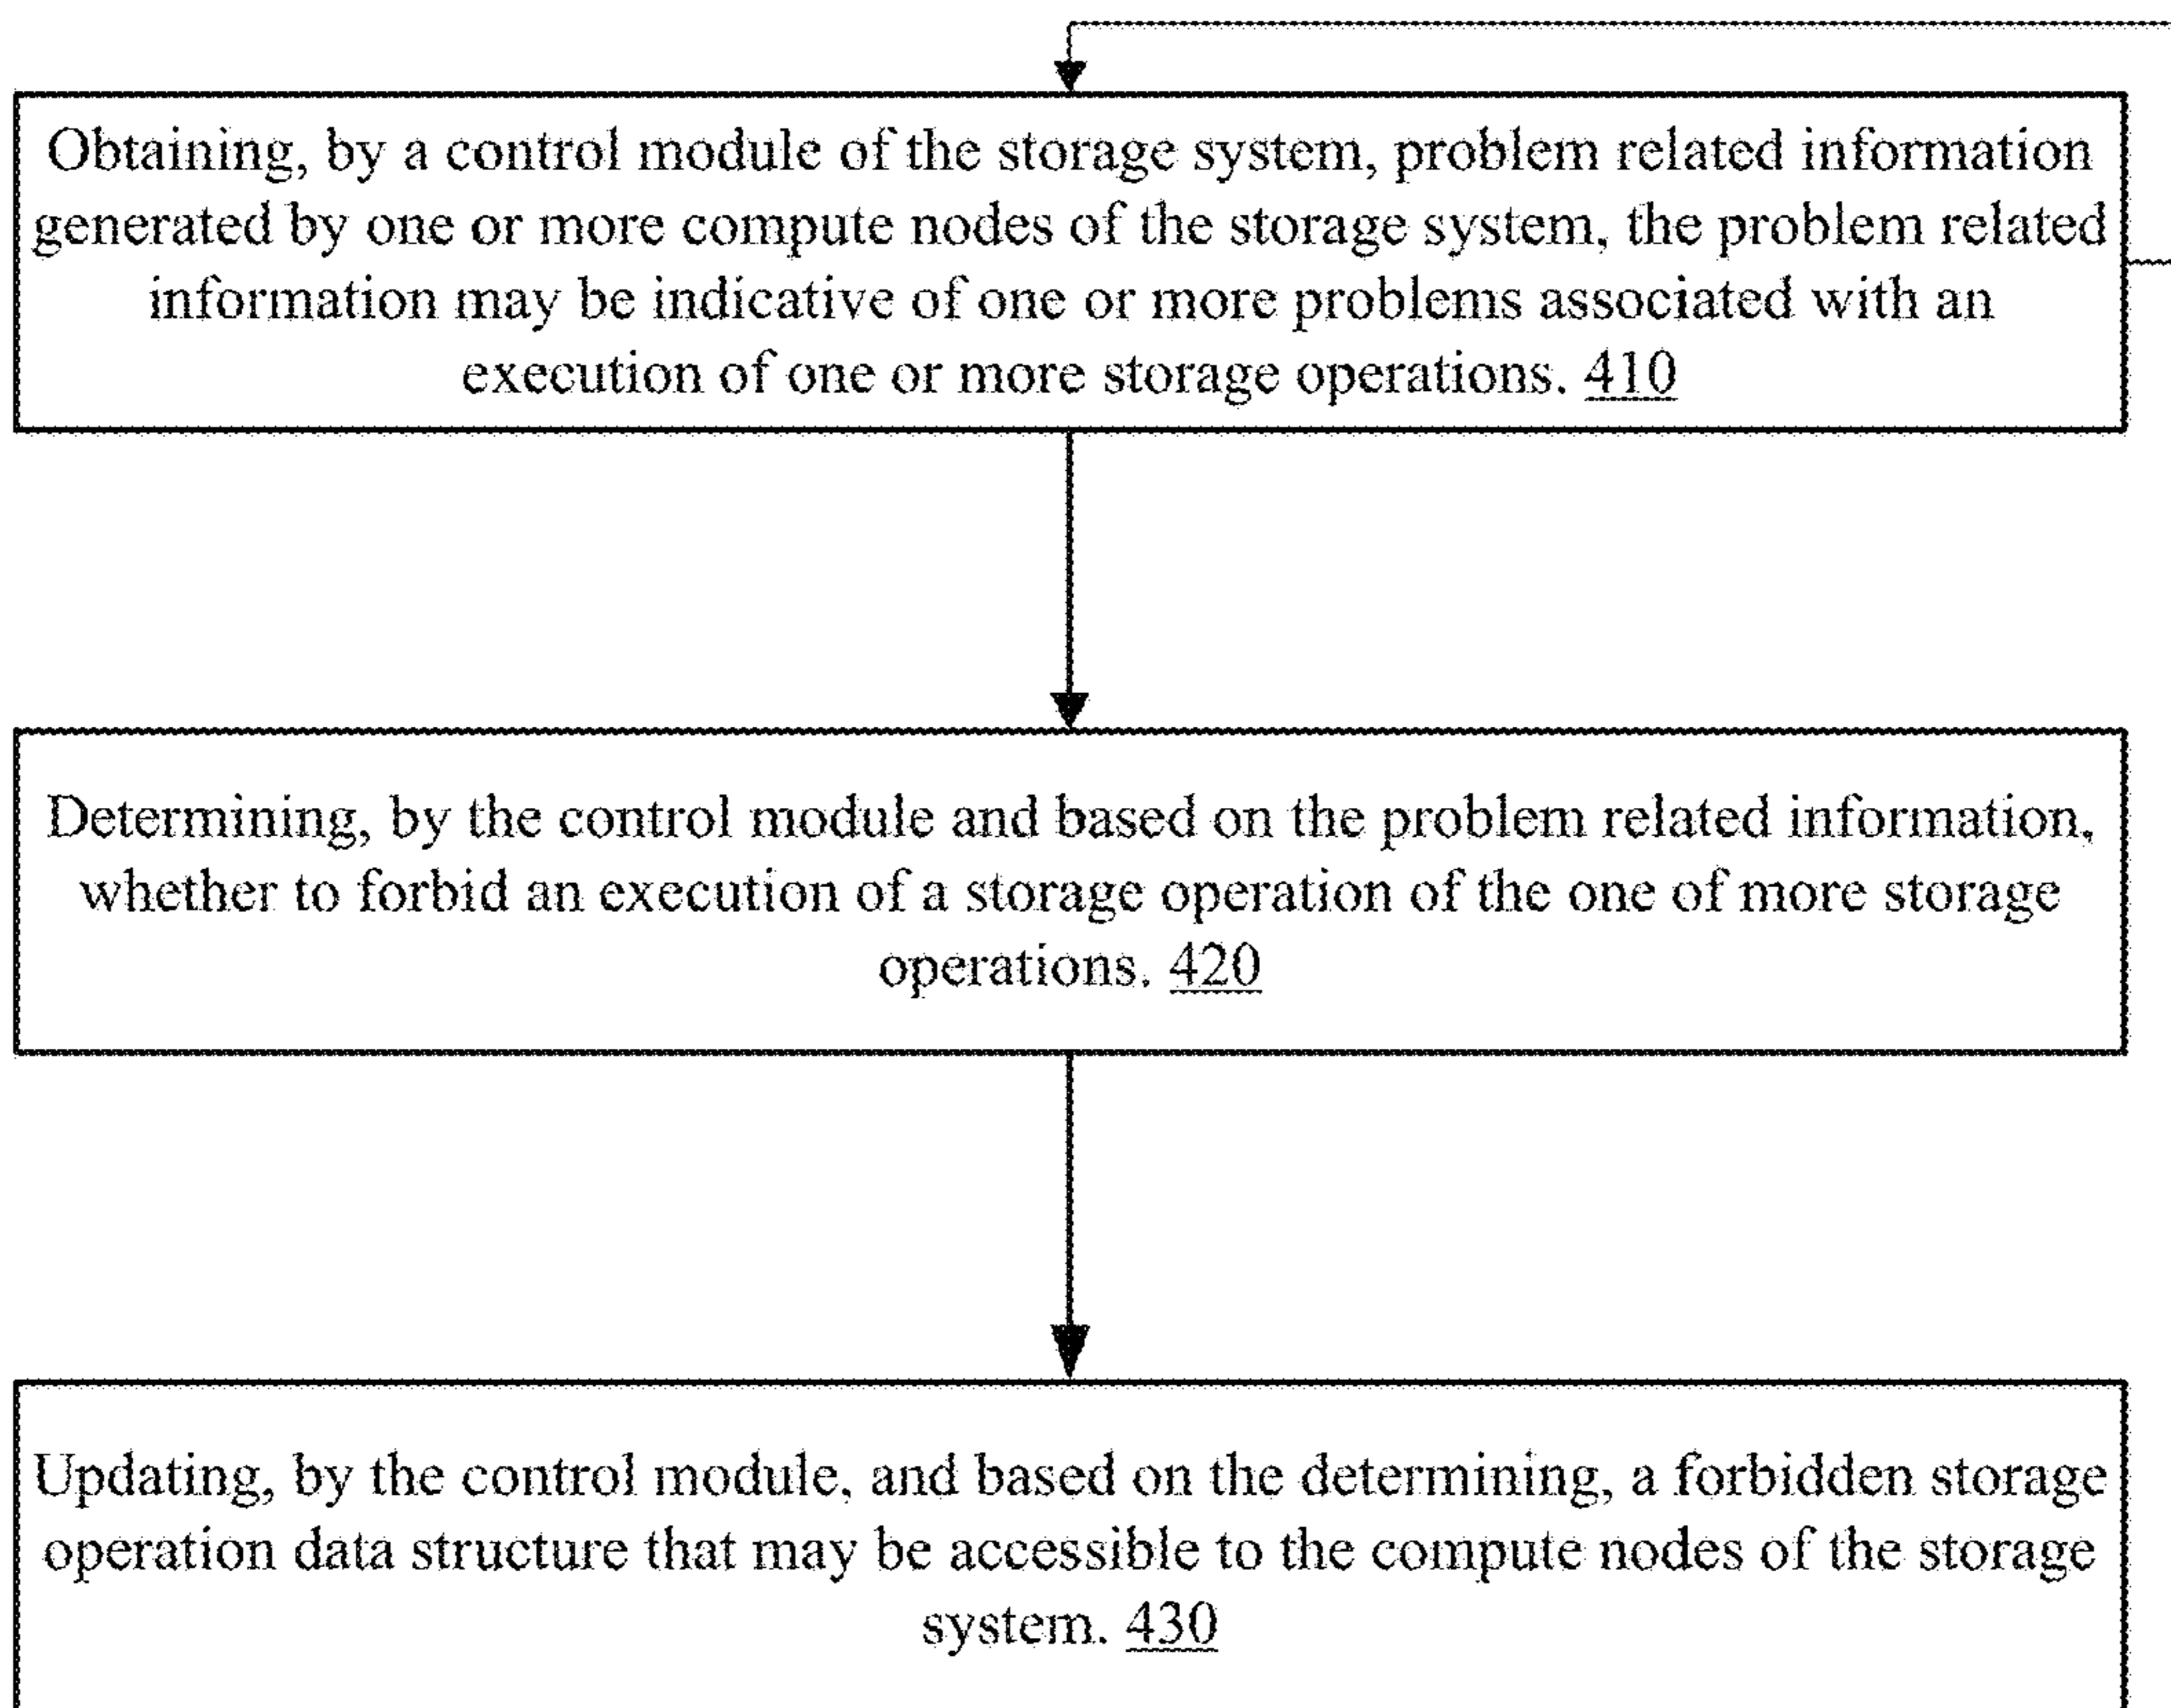 Obtaining, by a control module of the storage system, problem related information
generated by one or more compute nodes of the storage system, the problem related
information may be indicative of one or more problems associated with an
execution of one or more storage operations. 410
Determining, by the control module and based on the problem related information,
whether to forbid an execution of a storage operation of the one of more storage
operations. 420
Updating, by the control module, and based on the determining, a forbidden storage
operation data structure that may be accessible to the compute nodes of the storage
system. 430